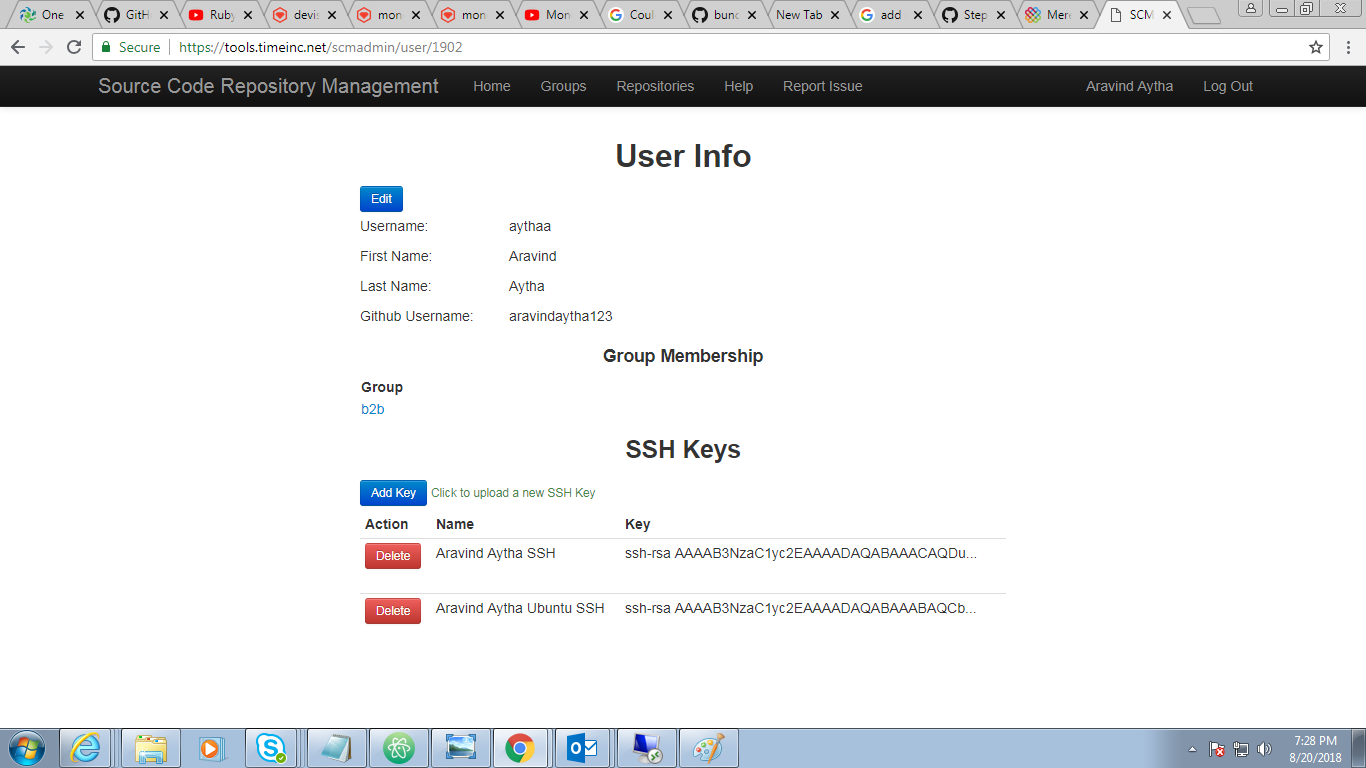 One
GitH
Ruby
devis
mon
mon
Mon
Coul
bund
New Tab
add
Step
Mere
SCM
Secure
https://tools.timeinc.net/scmadmin/user/1902
Source Code Repository Management Home Groups Repositories Help Report Issue Aravind Aytha Log Out
User Info
Edit
Username: aythaa
First Name: Aravind
Last Name: Aytha
Github Username: aravindaytha123
Group Membership
Group
b2b
SSH Keys
Add Key Click to upload a new SSH Key
Action Name Key
Delete Aravind Aytha SSH ssh-rsa AAAAB3NzaC1yc2EAAAADAQABAAACAQDu...
Delete Aravind Aytha Ubuntu SSH ssh-rsa AAAAB3NzaC1yc2EAAAADAQABAAABAQCb...
7:28 PM
8/20/2018